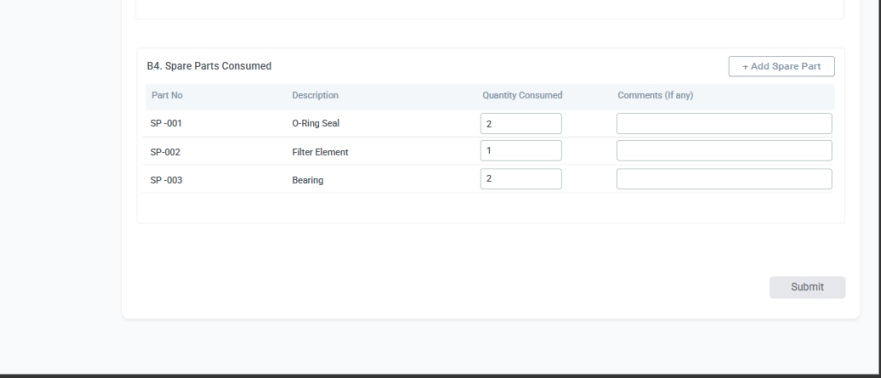 B4. Spare Parts Consumed + Add Spare Part
Part No Description Quantity Consumed Comments (If any)
SP -001 O-Ring Seal 2
SP-002 Filter Element 1
SP -003 Bearing 2
Submit